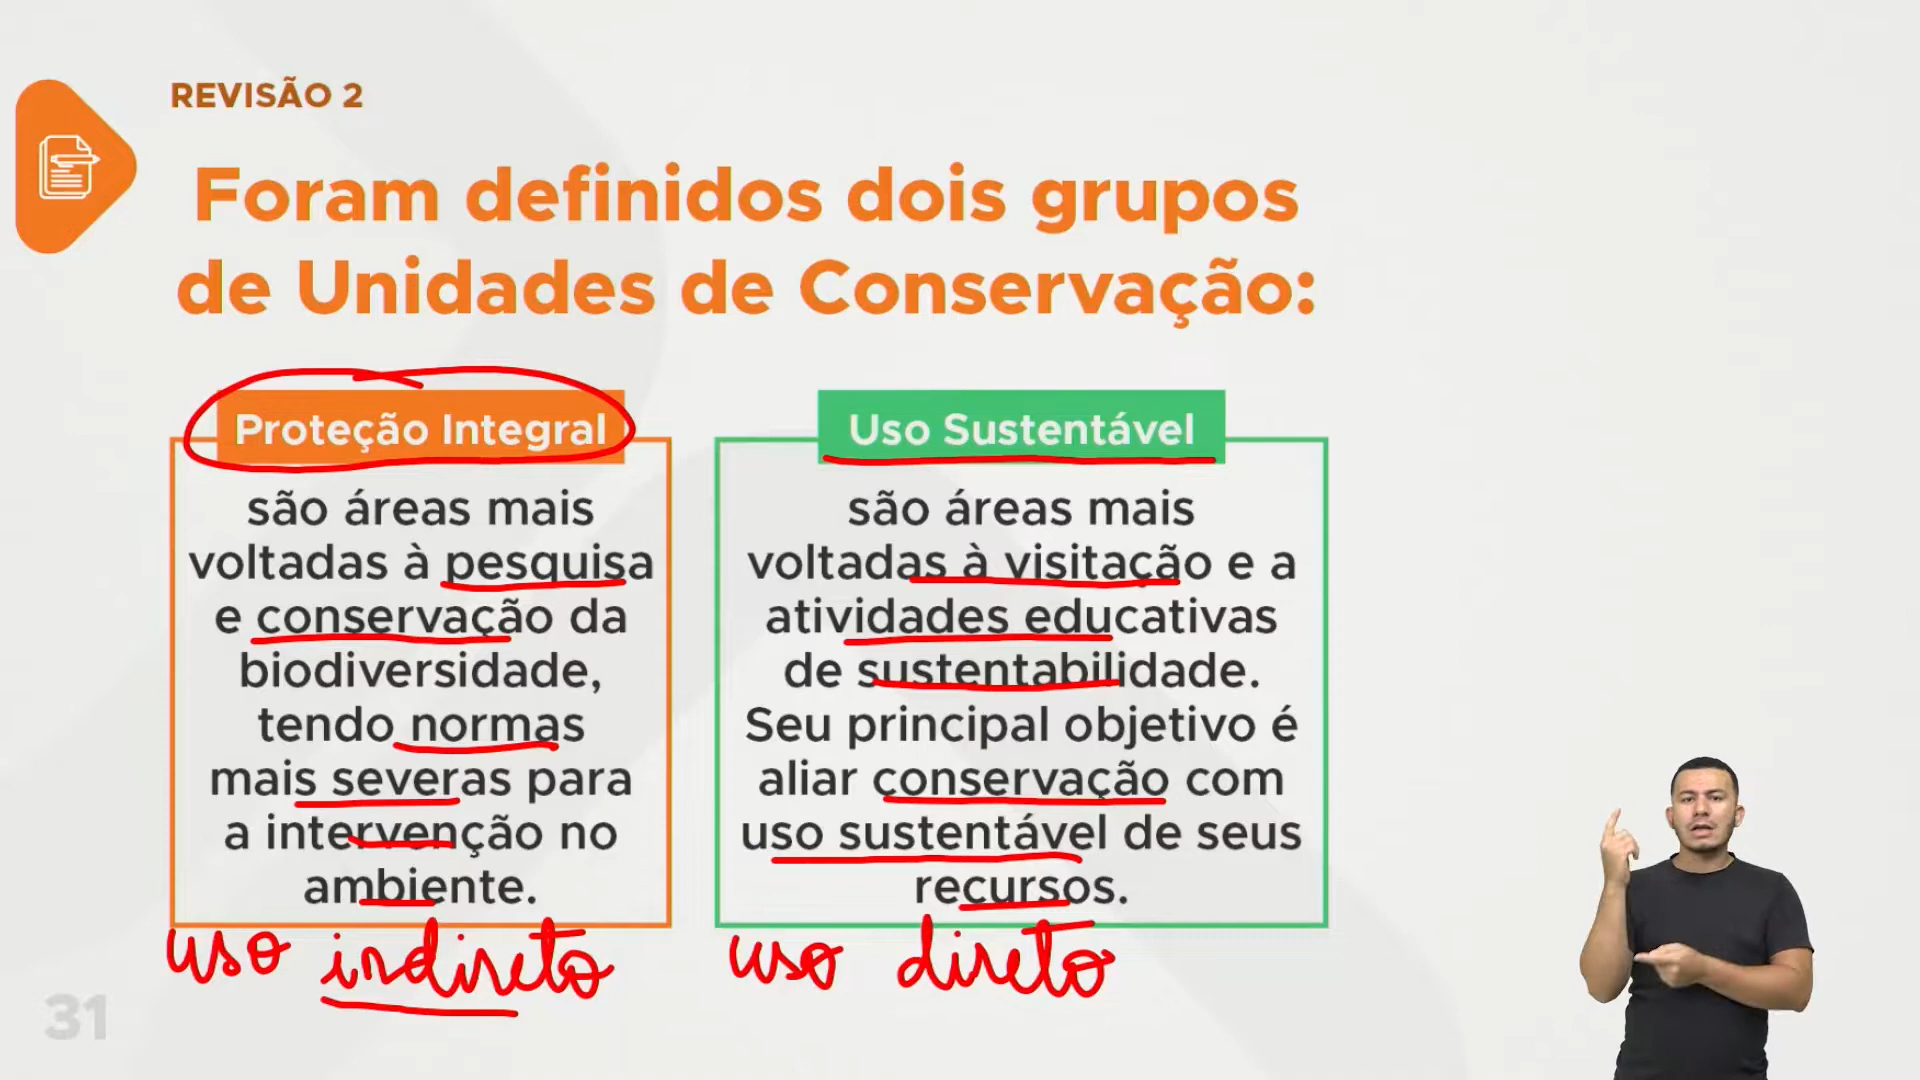 REVISÃO 2
Foram definidos dois grupos
de Unidades de Conservação:
Proteção Integral
são áreas mais
voltadas à pesquisa
e conservação da
biodiversidade,
tendo normas
mais severas para
a intervenção no
ambiente.
uso indireto
Uso Sustentável
são áreas mais
voltadas à visitação e a
atividades educativas
de sustentabilidade.
Seu principal objetivo é
aliar conservação com
uso sustentável de seus
recursos.
uso direto
31